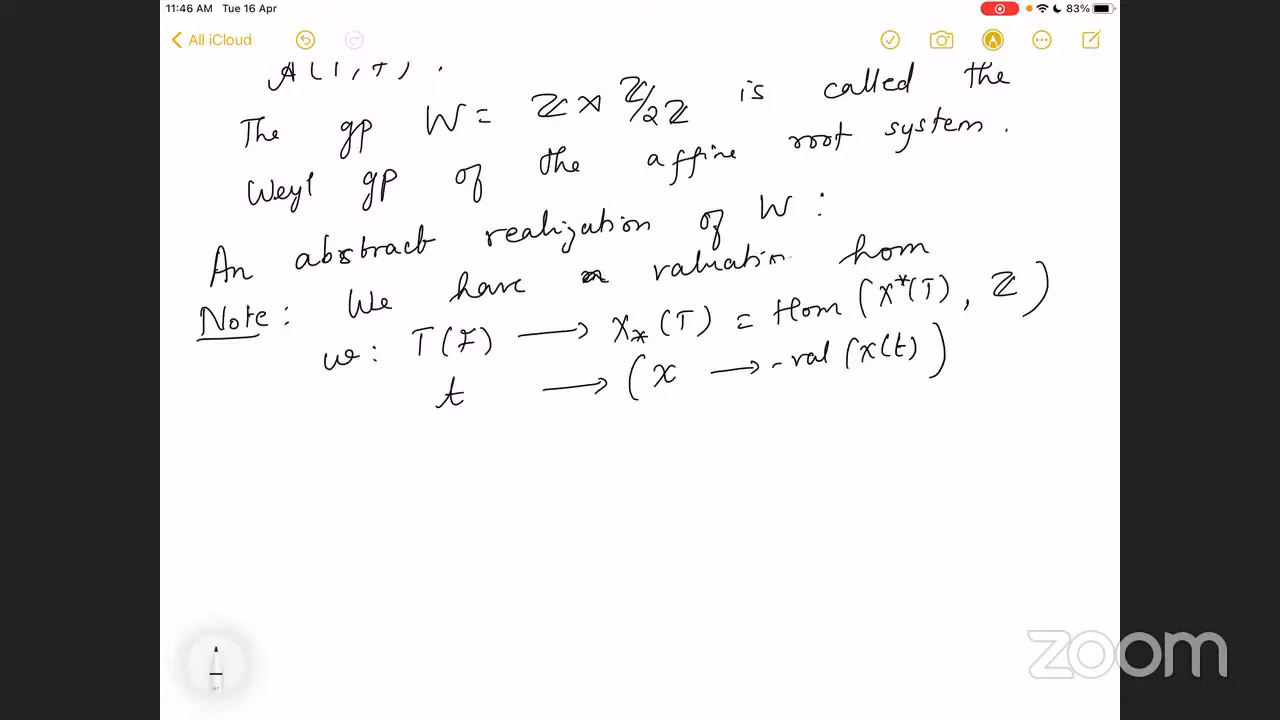 11:46 AM Tue 16 Apr
83%
All iCloud
A(1, T).
The gp W = ℤ ⋊ ℤ/2ℤ is called the
Weyl gp of the affine root system.
An abstract realization of W:
Note: We have valuation hom
w: T(F) → X_*(T) = Hom(X^*(T), ℤ)
t → (x → -val(x(t))
zoom